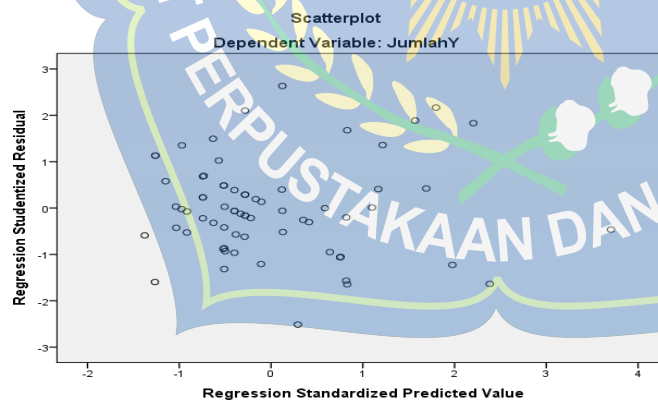 Scatterplot
Dependent Variable: JumlahY
PERPUSTAKAAN DAN
Regression Studentized Residual
3
2
1
0
-1
-2
-3
-2
-1
0
1
2
3
4
Regression Standardized Predicted Value